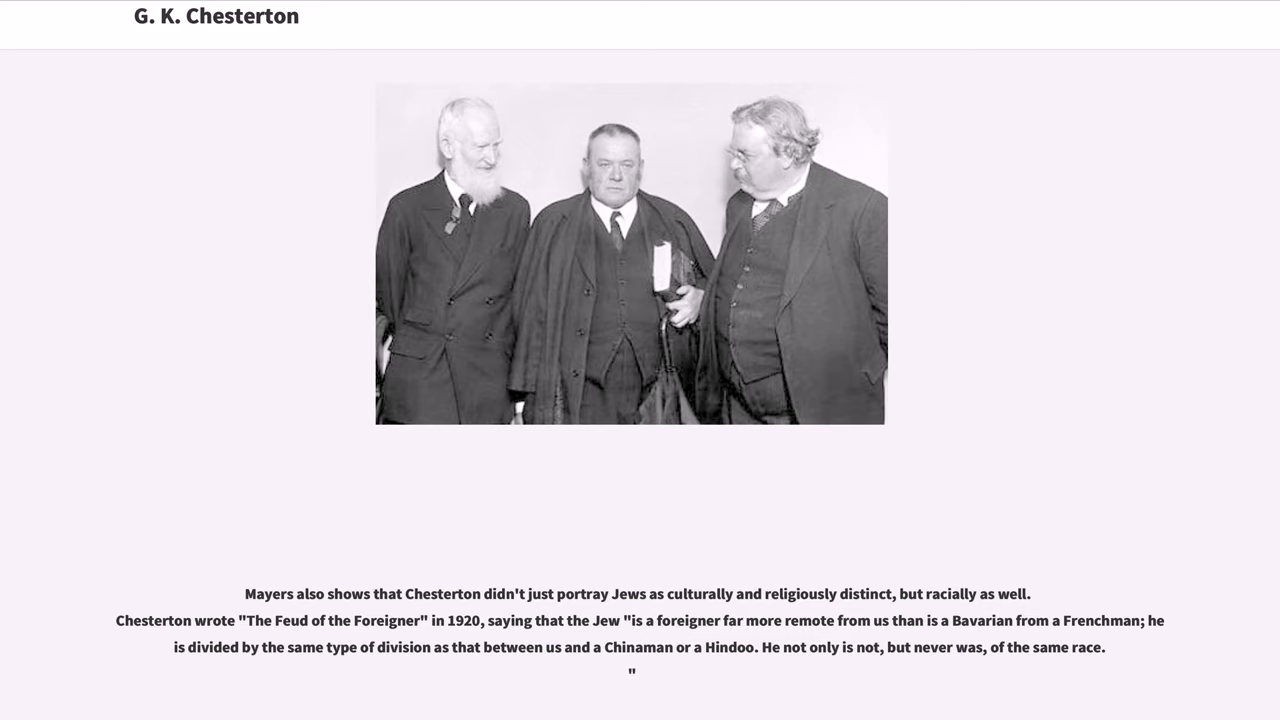 G. K. Chesterton
Mayers also shows that Chesterton didn't just portray Jews as culturally and religiously distinct, but racially as well.
Chesterton wrote "The Feud of the Foreigner" in 1920, saying that the Jew "is a foreigner far more remote from us than is a Bavarian from a Frenchman; he
is divided by the same type of division as that between us and a Chinaman or a Hindoo. He not only is not, but never was, of the same race.
"